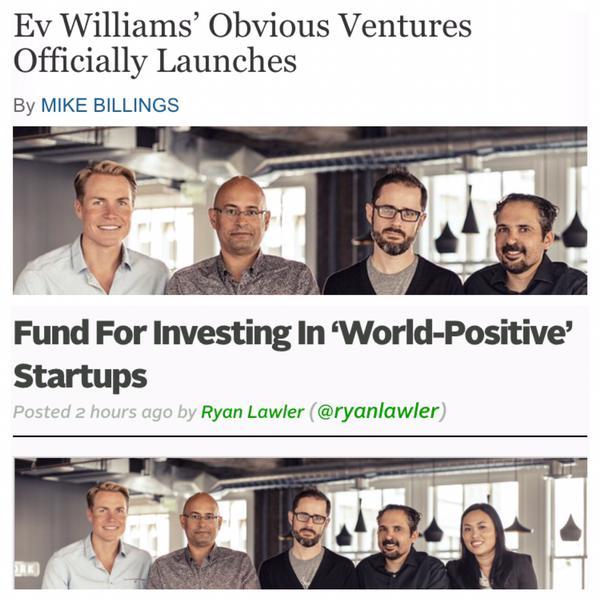 Ev Williams’ Obvious Ventures
Officially Launches
By MIKE BILLINGS
Fund For Investing In ‘World-Positive’
Startups
Posted 2 hours ago by Ryan Lawler (@ryanlawler)